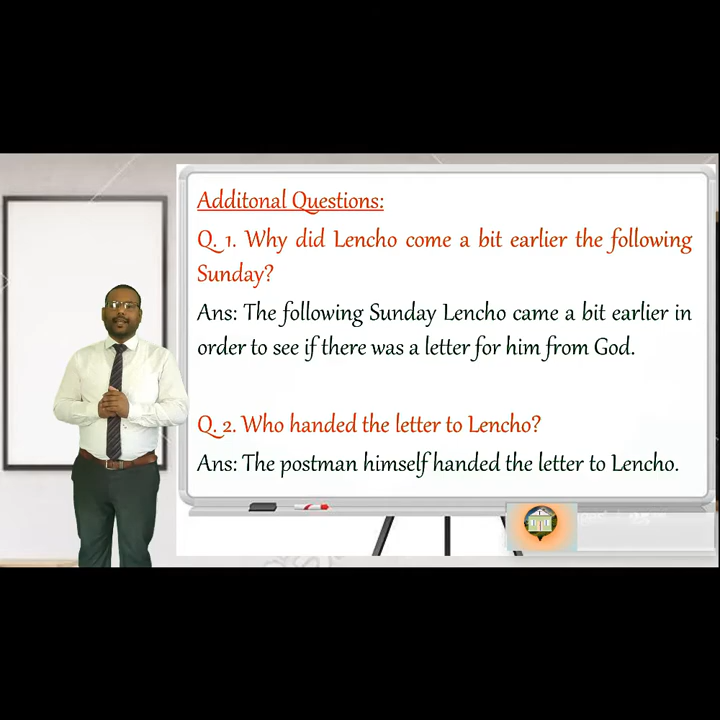 Additonal Questions:
Q. 1. Why did Lencho come a bit earlier the following
Sunday?
Ans: The following Sunday Lencho came a bit earlier in
order to see if there was a letter for him from God.
Q. 2. Who handed the letter to Lencho?
Ans: The postman himself handed the letter to Lencho.